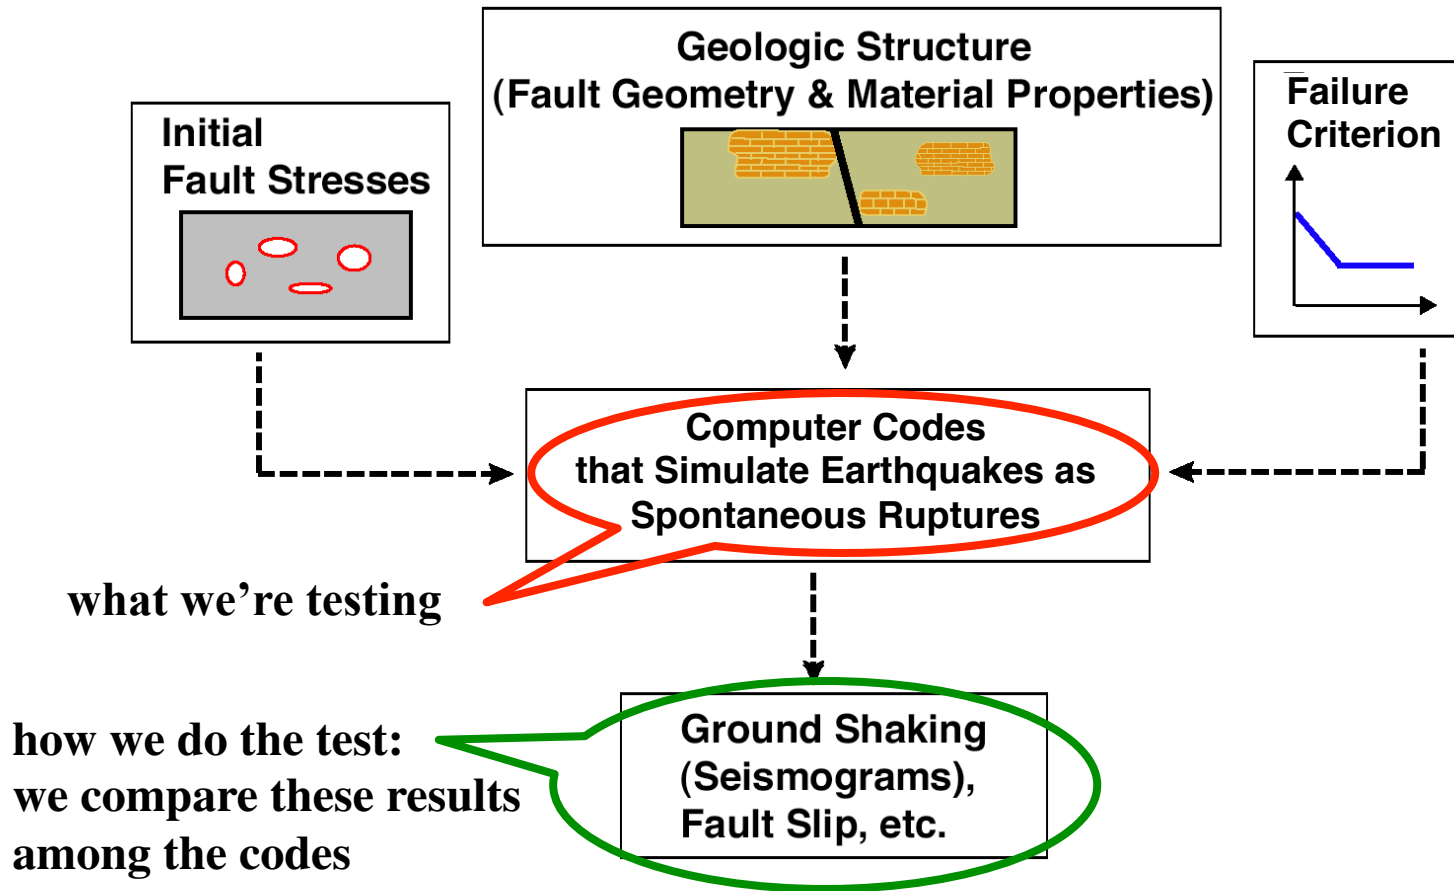 Geologic Structure
(Fault Geometry & Material Properties)
Initial
Fault Stresses
Failure
Criterion
Computer Codes
that Simulate Earthquakes as
Spontaneous Ruptures
what we’re testing
how we do the test:
we compare these results
among the codes
Ground Shaking
(Seismograms),
Fault Slip, etc.